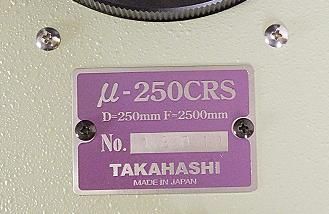 μ-250CRS
D=250mm F=2500mm
No.
TAKAHASHI
MADE IN JAPAN